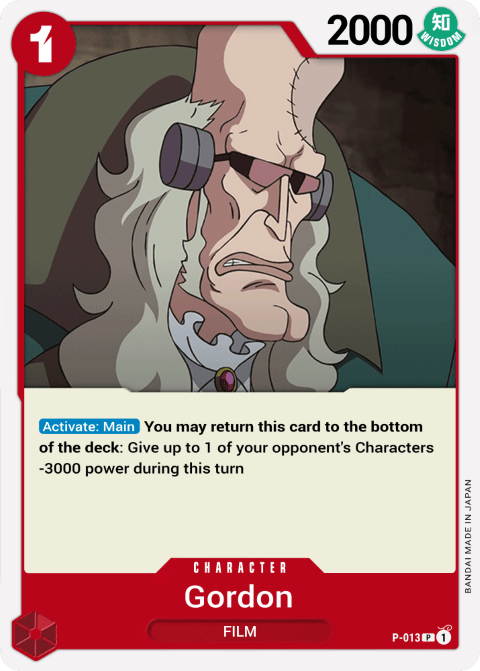 1
2000
知
WISDOM
Activate: Main You may return this card to the bottom
of the deck: Give up to 1 of your opponent's Characters
-3000 power during this turn
BANDAI MADE IN JAPAN
CHARACTER
Gordon
FILM
P-013 P 1